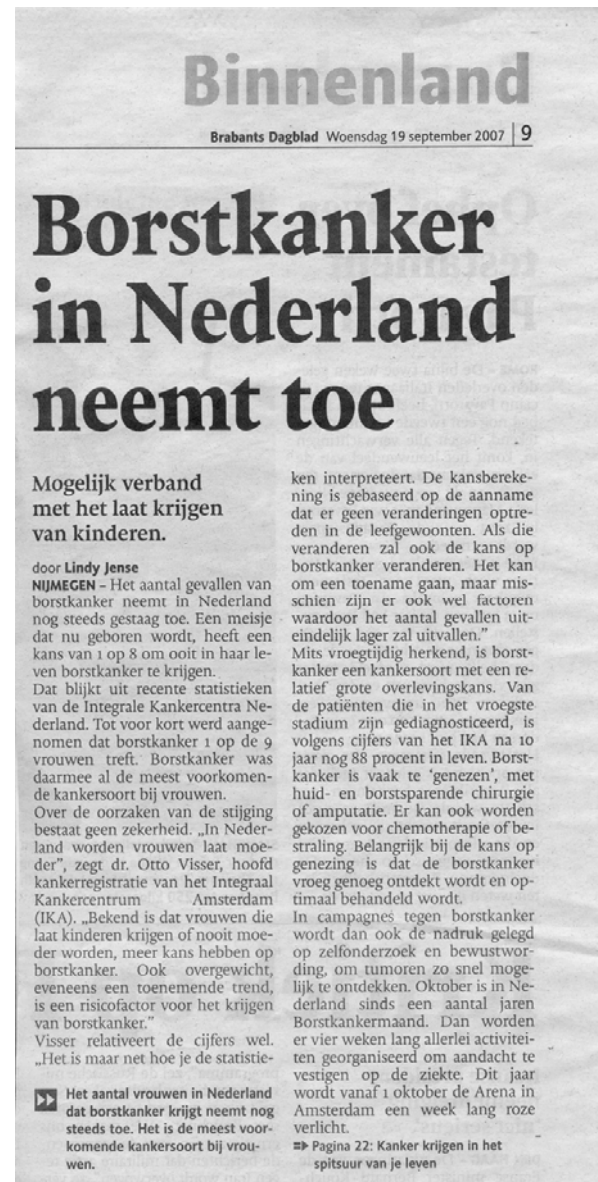 Binnenland
Brabants Dagblad Woensdag 19 september 2007 | 9
Borstkanker
in Nederland
neemt toe
Mogelijk verband
met het laat krijgen
van kinderen.
door Lindy Jense
NIJMEGEN – Het aantal gevallen van
borstkanker neemt in Nederland
nog steeds gestaag toe. Een meisje
dat nu geboren wordt, heeft een
kans van 1 op 8 om ooit in haar le-
ven borstkanker te krijgen.
Dat blijkt uit recente statistieken
van de Integrale Kankercentra Ne-
derland. Tot voor kort werd aange-
nomen dat borstkanker 1 op de 9
vrouwen treft. Borstkanker was
daarmee al de meest voorkomen-
de kankersoort bij vrouwen.
Over de oorzaken van de stijging
bestaat geen zekerheid. „In Neder-
land worden vrouwen laat moe-
der”, zegt dr. Otto Visser, hoofd
kankerregistratie van het Integraal
Kankercentrum Amsterdam
(IKA). „Bekend is dat vrouwen die
laat kinderen krijgen of nooit moe-
der worden, meer kans hebben op
borstkanker. Ook overgewicht,
eveneens een toenemende trend,
is een risicofactor voor het krijgen
van borstkanker.”
Visser relativeert de cijfers wel.
„Het is maar net hoe je de statistie-
ken interpreteert. De kansbereke-
ning is gebaseerd op de aanname
dat er geen veranderingen optre-
den in de leefgewoonten. Als die
veranderen zal ook de kans op
borstkanker veranderen. Het kan
om een toename gaan, maar mis-
schien zijn er ook wel factoren
waardoor het aantal gevallen uit-
eindelijk lager zal uitvallen.”
Mits vroegtijdig herkend, is borst-
kanker een kankersoort met een re-
latief grote overlevingskans. Van
de patiënten die in het vroegste
stadium zijn gediagnosticeerd, is
volgens cijfers van het IKA na 10
jaar nog 88 procent in leven. Borst-
kanker is vaak te ‘genezen’, met
huid- en borstsparende chirurgie
of amputatie. Er kan ook worden
gekozen voor chemotherapie of be-
straling. Belangrijk bij de kans op
genezing is dat de borstkanker
vroeg genoeg ontdekt wordt en op-
timaal behandeld wordt.
In campagnes tegen borstkanker
wordt dan ook de nadruk gelegd
op zelfonderzoek en bewustwor-
ding, om tumoren zo snel moge-
lijk te ontdekken. Oktober is in Ne-
derland sinds een aantal jaren
Borstkankermaand. Dan worden
er vier weken lang allerlei activitei-
ten georganiseerd om aandacht te
vestigen op de ziekte. Dit jaar
wordt vanaf 1 oktober de Arena in
Amsterdam een week lang roze
verlicht.
Pagina 22: Kanker krijgen in het
spitsuur van je leven
Het aantal vrouwen in Nederland
dat borstkanker krijgt neemt nog
steeds toe. Het is de meest voor-
komende kankersoort bij vrou-
wen.